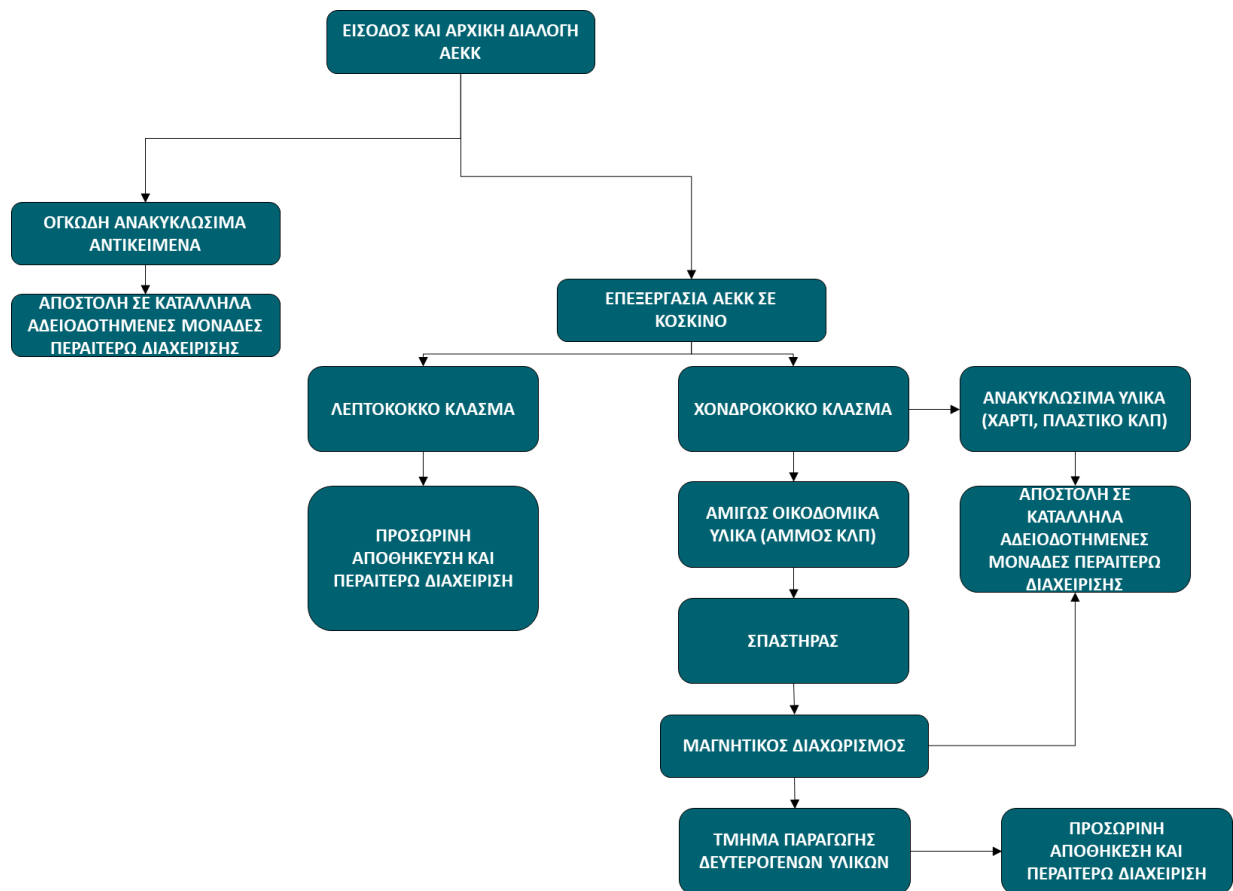 ΕΙΣΟΔΟΣ ΚΑΙ ΑΡΧΙΚΗ ΔΙΑΛΟΓΗ
ΑΕΚΚ
ΟΓΚΩΔΗ ΑΝΑΚΥΚΛΩΣΙΜΑ
ΑΝΤΙΚΕΙΜΕΝΑ
ΑΠΟΣΤΟΛΗ ΣΕ ΚΑΤΑΛΛΗΛΑ
ΑΔΕΙΟΔΟΤΗΜΕΝΕΣ ΜΟΝΑΔΕΣ
ΠΕΡΑΙΤΕΡΩ ΔΙΑΧΕΙΡΙΣΗΣ
ΕΠΕΞΕΡΓΑΣΙΑ ΑΕΚΚ ΣΕ
ΚΟΣΚΙΝΟ
ΛΕΠΤΟΚΟΚΚΟ ΚΛΑΣΜΑ
ΧΟΝΔΡΟΚΟΚΚΟ ΚΛΑΣΜΑ
ΑΝΑΚΥΚΛΩΣΙΜΑ ΥΛΙΚΑ
(ΧΑΡΤΙ, ΠΛΑΣΤΙΚΟ ΚΛΠ)
ΠΡΟΣΩΡΙΝΗ
ΑΠΟΘΗΚΕΥΣΗ ΚΑΙ
ΠΕΡΑΙΤΕΡΩ ΔΙΑΧΕΙΡΙΣΗ
ΑΜΙΓΩΣ ΟΙΚΟΔΟΜΙΚΑ
ΥΛΙΚΑ (ΑΜΜΟΣ ΚΛΠ)
ΑΠΟΣΤΟΛΗ ΣΕ
ΚΑΤΑΛΛΗΛΑ
ΑΔΕΙΟΔΟΤΗΜΕΝΕΣ
ΜΟΝΑΔΕΣ ΠΕΡΑΙΤΕΡΩ
ΔΙΑΧΕΙΡΙΣΗΣ
ΣΠΑΣΤΗΡΑΣ
ΜΑΓΝΗΤΙΚΟΣ ΔΙΑΧΩΡΙΣΜΟΣ
ΤΜΗΜΑ ΠΑΡΑΓΩΓΗΣ
ΔΕΥΤΕΡΟΓΕΝΩΝ ΥΛΙΚΩΝ
ΠΡΟΣΩΡΙΝΗ
ΑΠΟΘΗΚΕΣΗ ΚΑΙ
ΠΕΡΑΙΤΕΡΩ ΔΙΑΧΕΙΡΙΣΗ